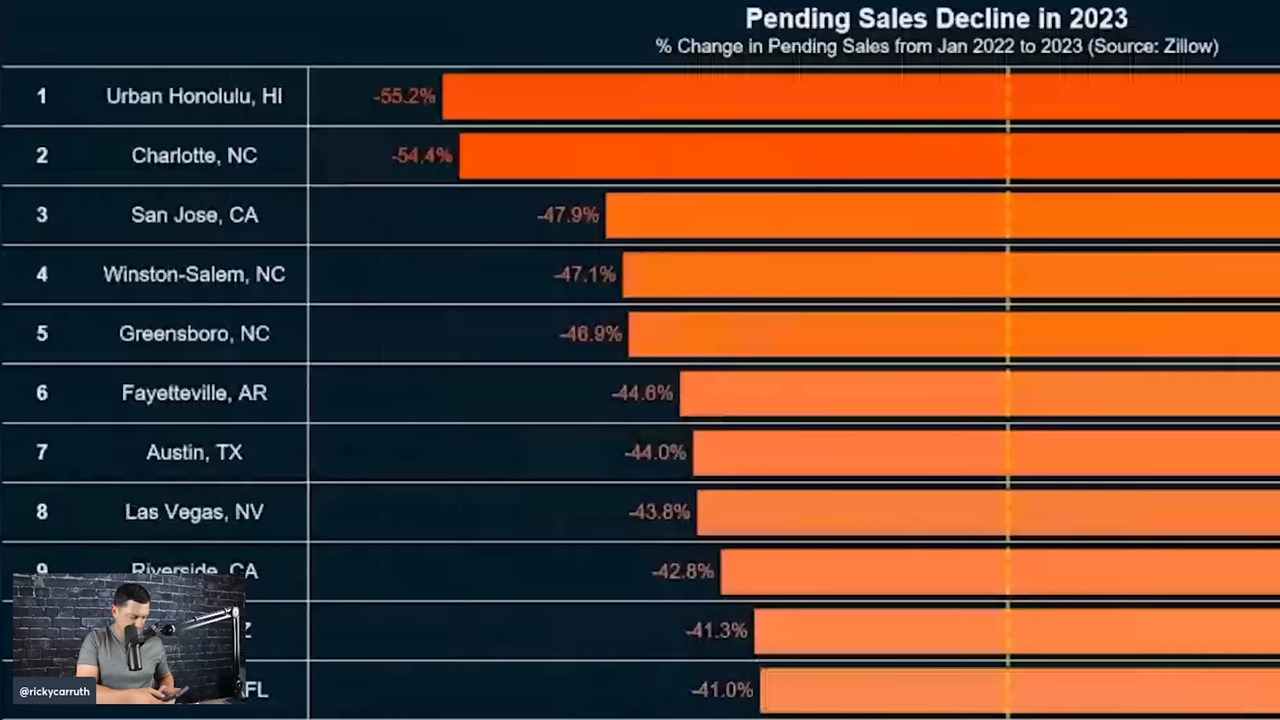 Pending Sales Decline in 2023
% Change in Pending Sales from Jan 2022 to 2023 (Source: Zillow)
1 Urban Honolulu, HI -55.2%
2 Charlotte, NC -54.4%
3 San Jose, CA -47.9%
4 Winston-Salem, NC -47.1%
5 Greensboro, NC -46.9%
6 Fayetteville, AR -44.6%
7 Austin, TX -44.0%
8 Las Vegas, NV -43.8%
9 Riverside, CA -42.8%
-41.3%
FL -41.0%
@rickycarruth